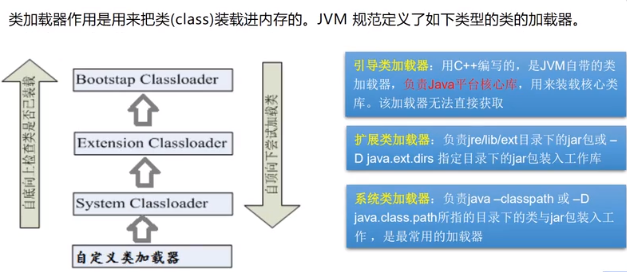 类加载器作用是用来把类(class)装载进内存的。JVM 规范定义了如下类型的类的加载器。
自底向上检查类是否已装载
Bootstap Classloader
Extension Classloader
System Classloader
自定义类加载器
自顶向下尝试加载类
引导类加载器：用C++编写的，是JVM自带的类
加载器，负责Java平台核心库，用来装载核心类
库。该加载器无法直接获取
扩展类加载器：负责jre/lib/ext目录下的jar包或 –
D java.ext.dirs 指定目录下的jar包装入工作库
系统类加载器：负责java –classpath 或 –D
java.class.path所指的目录下的类与jar包装入工
作 ，是最常用的加载器